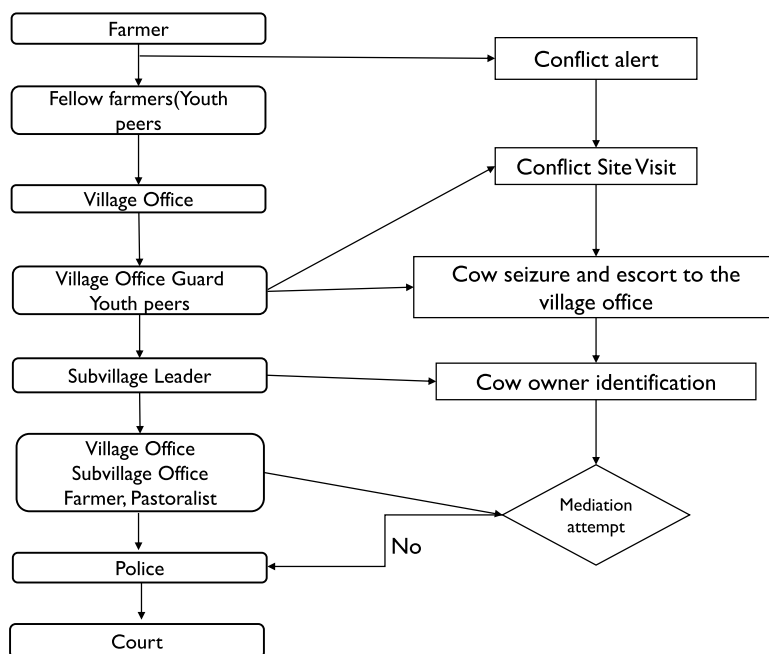 Farmer
Conflict alert
Fellow farmers(Youth
peers
Conflict Site Visit
Village Office
Village Office Guard
Youth peers
Cow seizure and escort to the
village office
Subvillage Leader
Cow owner identification
Village Office
Subvillage Office
Farmer, Pastoralist
Mediation
attempt
No
Police
Court